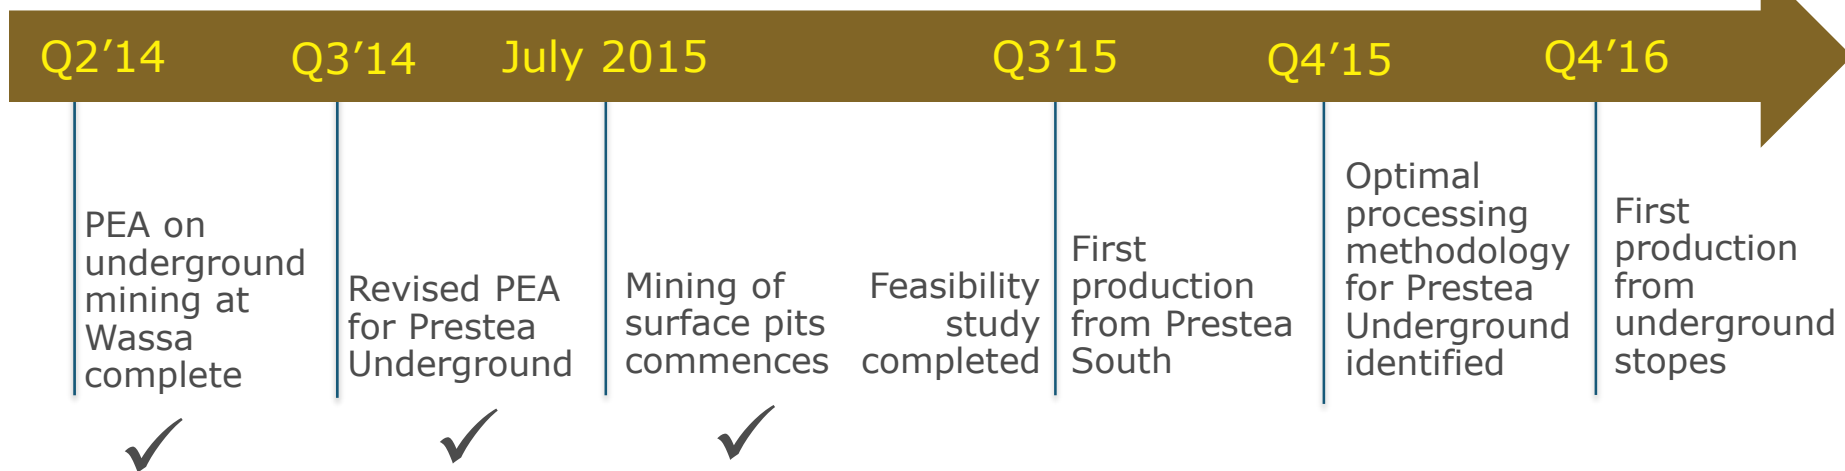 Q2’14
Q3’14
July 2015
Q3’15
Q4’15
Q4’16
PEA on
underground
mining at
Wassa
complete
Revised PEA
for Prestea
Underground
Mining of
surface pits
commences
Feasibility
study
completed
First
production
from Prestea
South
Optimal
processing
methodology
for Prestea
Underground
identified
First
production
from
underground
stopes